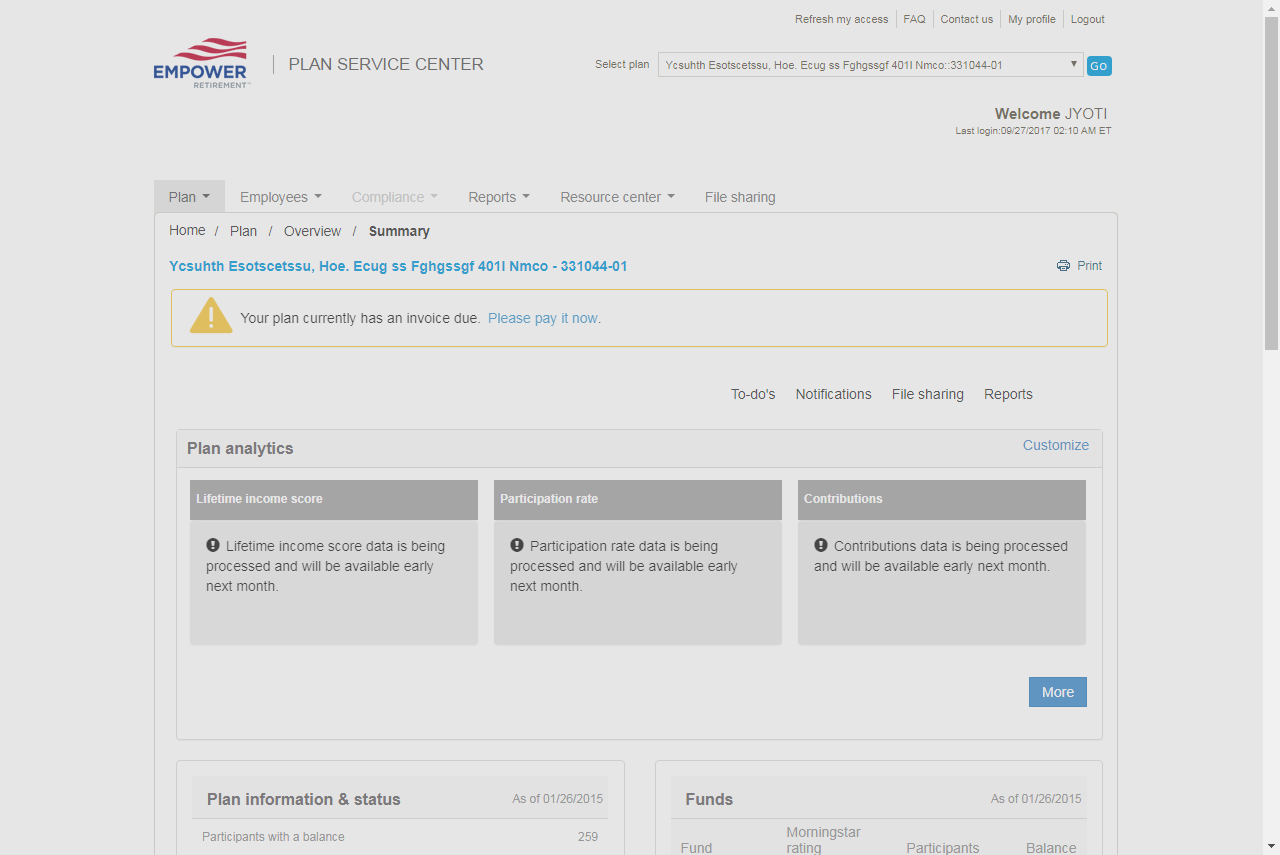 Refresh my access FAQ Contact us My profile Logout
EMPOWER
RETIREMENT™
PLAN SERVICE CENTER
Select plan Ycsuhth Esotscetssu, Hoe. Ecug ss Fghgssgf 401l Nmco::331044-01 Go
Welcome JYOTI
Last login:09/27/2017 02:10 AM ET
Plan Employees Compliance Reports Resource center File sharing
Home / Plan / Overview / Summary
Ycsuhth Esotscetssu, Hoe. Ecug ss Fghgssgf 401l Nmco - 331044-01
Print
Your plan currently has an invoice due. Please pay it now.
To-do's Notifications File sharing Reports
Plan analytics
Customize
Lifetime income score
Lifetime income score data is being
processed and will be available early
next month.
Participation rate
Participation rate data is being
processed and will be available early
next month.
Contributions
Contributions data is being processed
and will be available early next month.
More
Plan information & status As of 01/26/2015
Participants with a balance 259
Funds As of 01/26/2015
Fund Morningstar
rating Participants Balance